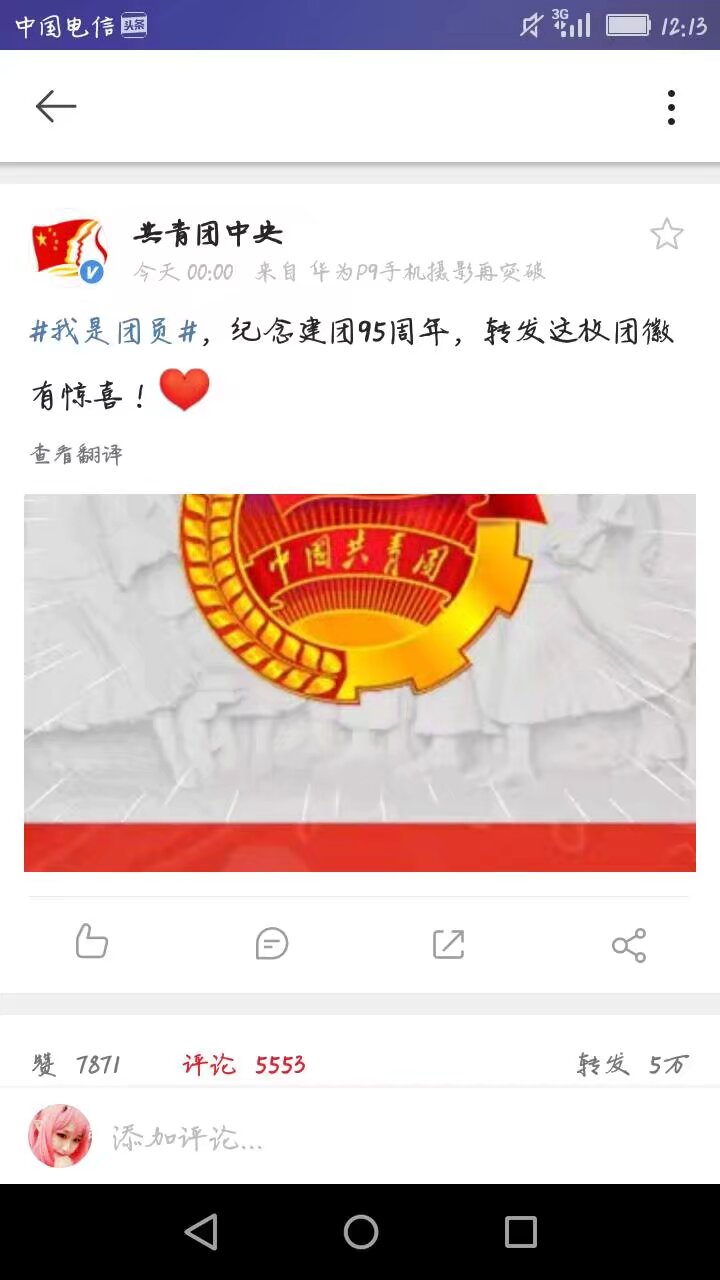 中国电信 头条 3G 12:13
共青团中央
今天 00:00 来自 华为P9手机摄影再突破
#我是团员#，纪念建团95周年，转发这枚团徽
有惊喜！
查看翻译
中国共青团
赞 7871 评论 5553 转发 5万
添加评论...